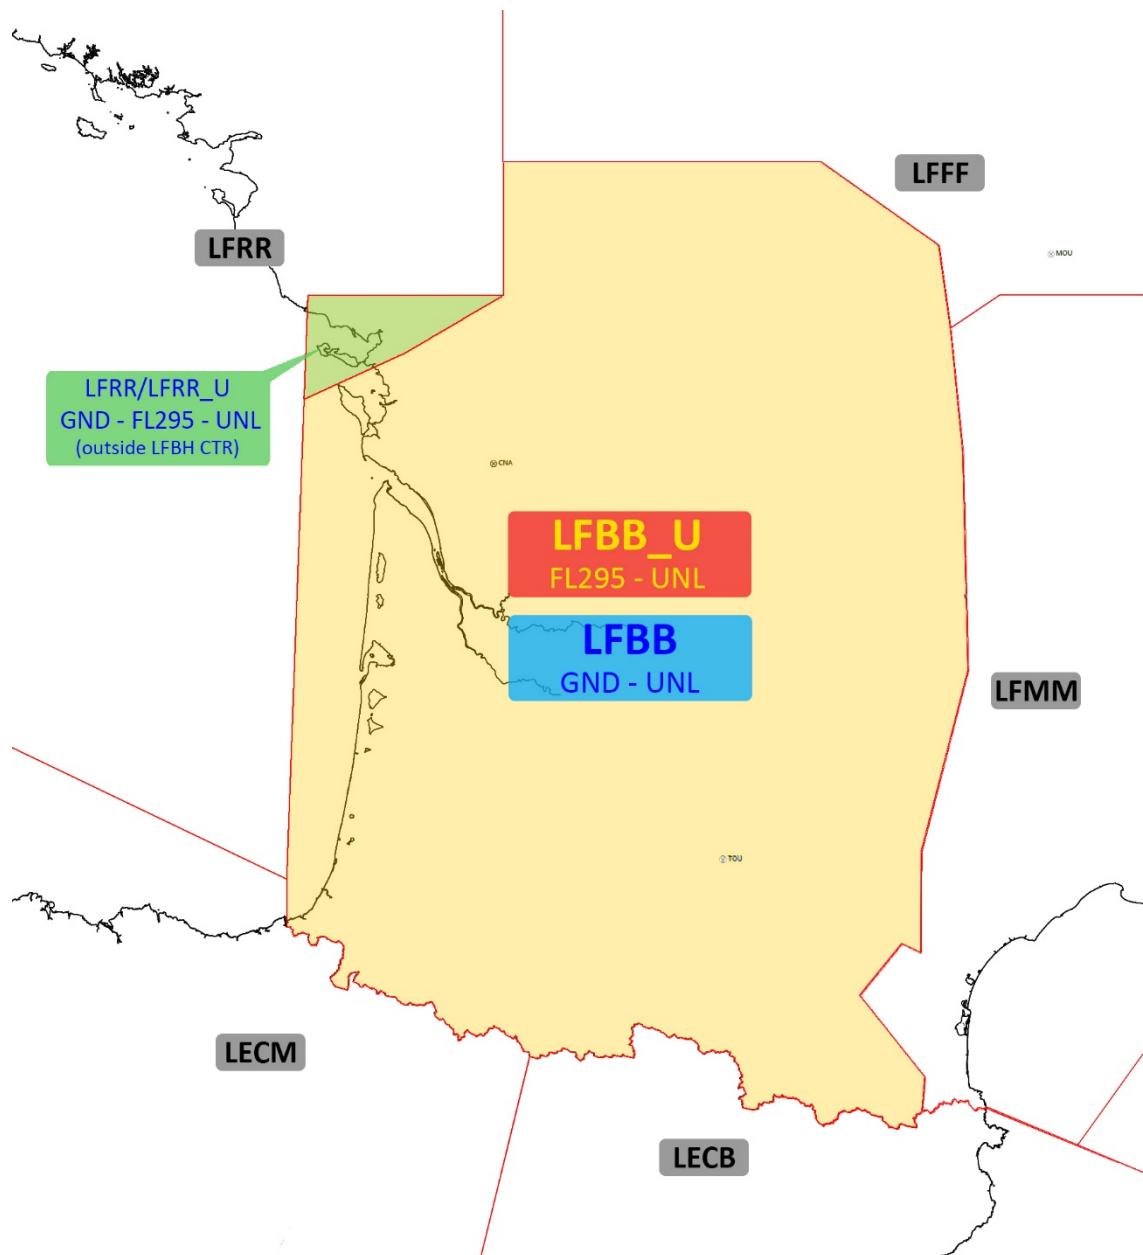 LFFF
MOU
LFRR
LFRR/LFRR_U
GND - FL295 - UNL
(outside LFBH CTR)
CNA
LFBB_U
FL295 - UNL
LFBB
GND - UNL
LFMM
TOU
LECM
LECB